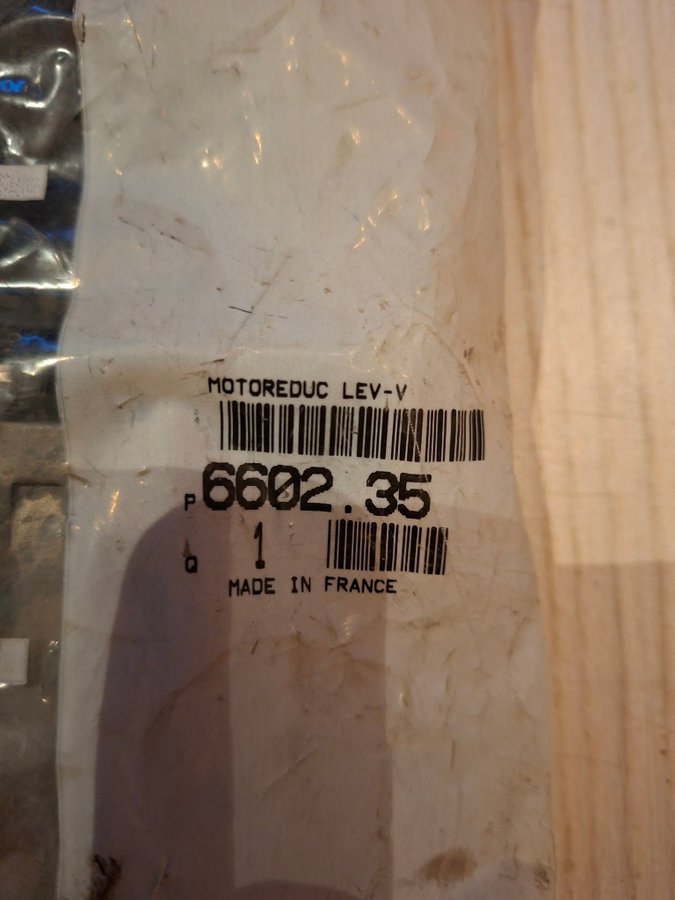 MOTOREDUC LEV-V
P 6602.35
Q 1
MADE IN FRANCE